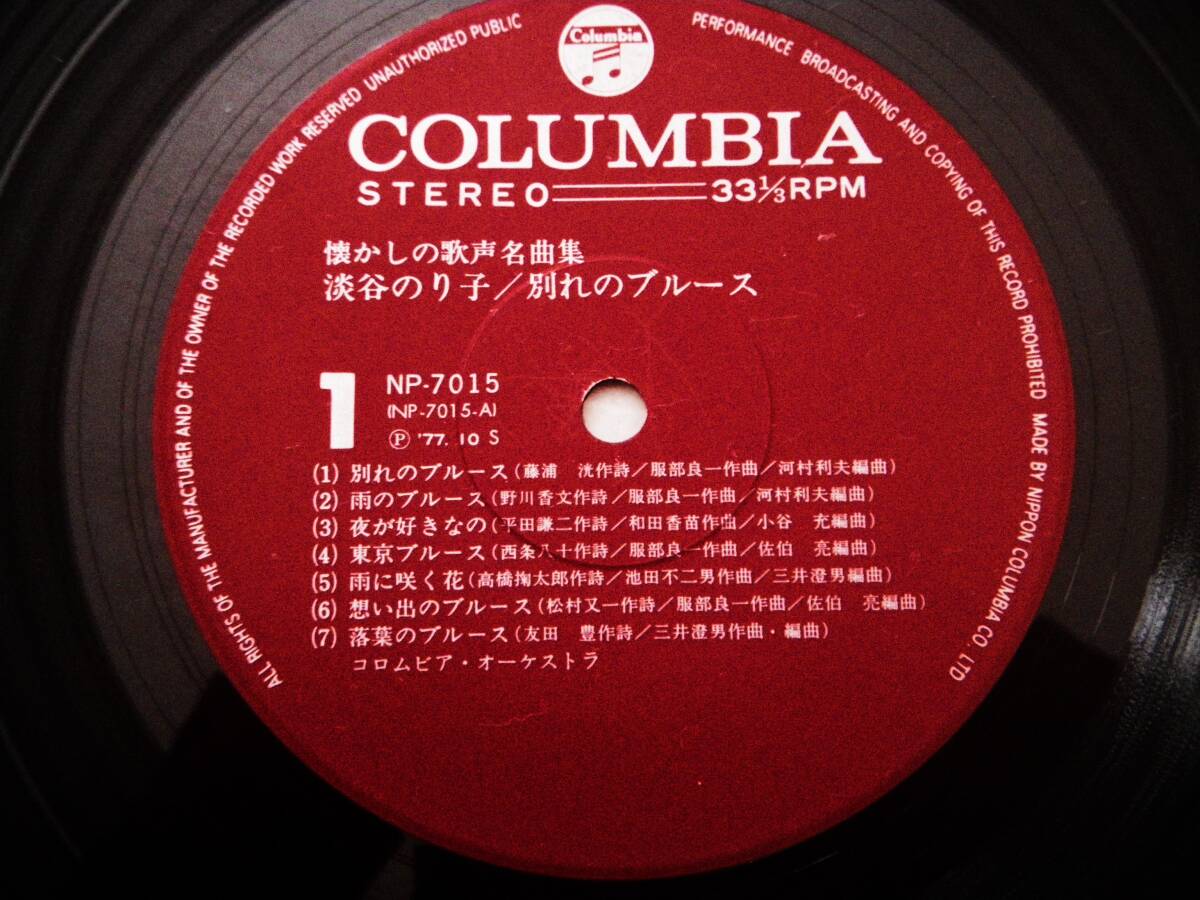 Columbia
ALL RIGHTS OF THE MANUFACTURER AND OF THE OWNER OF THE RECORDED WORK RESERVED UNAUTHORIZED PUBLIC PERFORMANCE BROADCASTING AND COPYING OF THIS RECORD PROHIBITED MADE BY NIPPON COLUMBIA CO. LTD
COLUMBIA
STEREO 33⅓RPM
懐かしの歌声名曲集
淡谷のり子/別れのブルース
1
NP-7015
(NP-7015-A)
Ⓟ '77. 10 S
(1) 別れのブルース(藤浦 洸作詩/服部良一作曲/河村利夫編曲)
(2) 雨のブルース(野川香文作詩/服部良一作曲/河村利夫編曲)
(3) 夜が好きなの(平田謙二作詩/和田香苗作曲/小谷 充編曲)
(4) 東京ブルース(西条八十作詩/服部良一作曲/佐伯 亮編曲)
(5) 雨に咲く花(高橋掬太郎作詩/池田不二男作曲/三井澄男編曲)
(6) 想い出のブルース(松村又一作詩/服部良一作曲/佐伯 亮編曲)
(7) 落葉のブルース(友田 豊作詩/三井澄男作曲・編曲)
コロムビア・オーケストラ